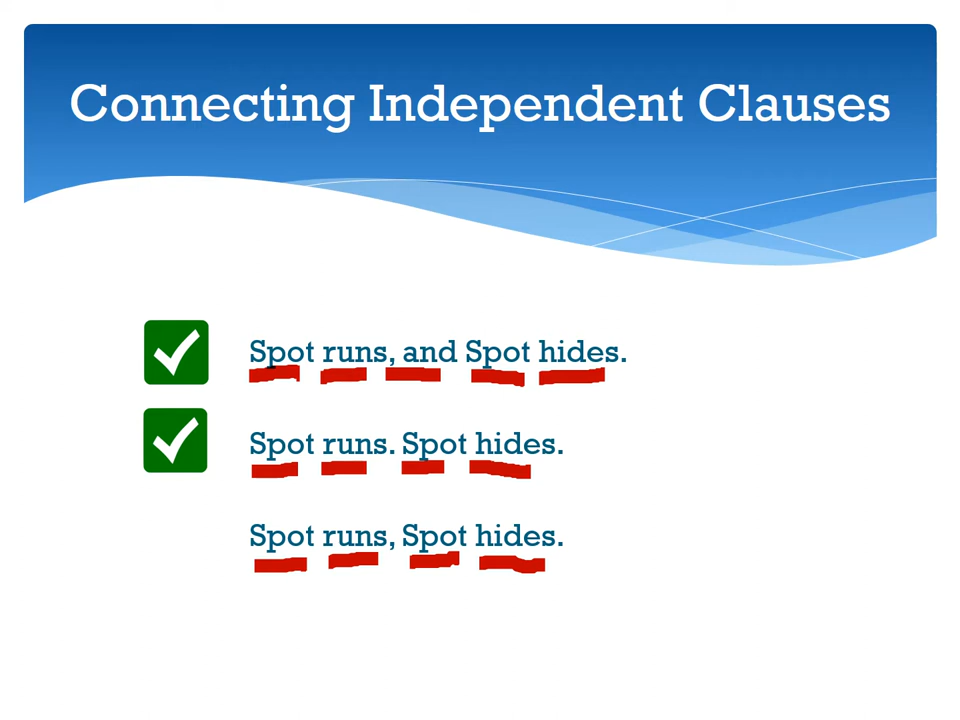 Connecting Independent Clauses
Spot runs, and Spot hides.
Spot runs. Spot hides.
Spot runs, Spot hides.